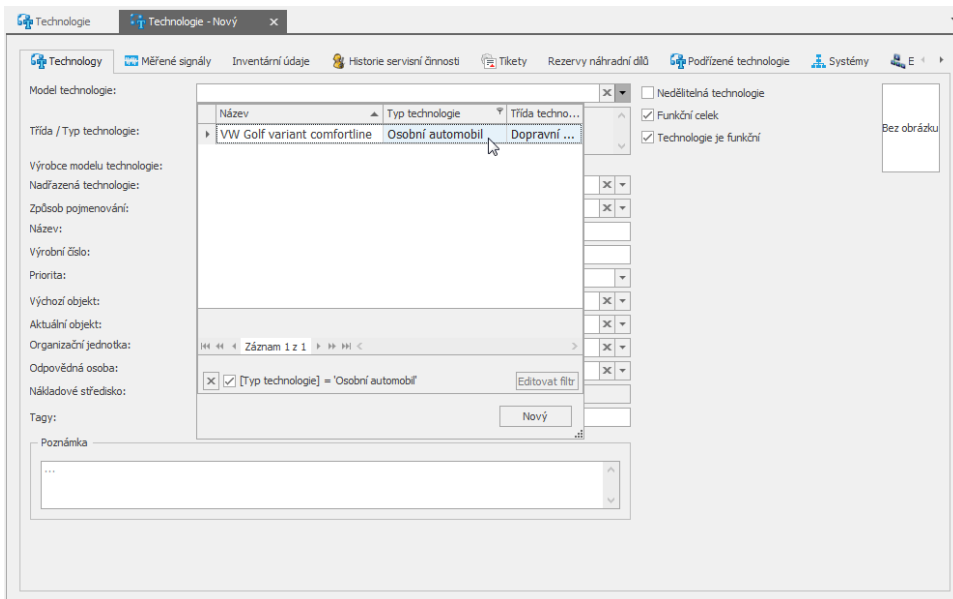 Technologie
Technologie - Nový
Technology
Měřené signály
Inventární údaje
Historie servisní činnosti
Tikety
Rezervy náhradní dílů
Podřízené technologie
Systémy
E
Model technologie:
Nedělitelná technologie
Název
Typ technologie
Třída techno...
Funkční celek
Třída / Typ technologie:
VW Golf variant comfortline
Osobní automobil
Dopravní ...
Technologie je funkční
Bez obrázku
Výrobce modelu technologie:
Nadřazená technologie:
Způsob pojmenování:
Název:
Výrobní číslo:
Priorita:
Výchozí objekt:
Aktuální objekt:
Organizační jednotka:
Záznam 1 z 1
Odpovědná osoba:
[Typ technologie] = 'Osobní automobil'
Editovat filtr
Nákladové středisko:
Tagy:
Nový
Poznámka
...